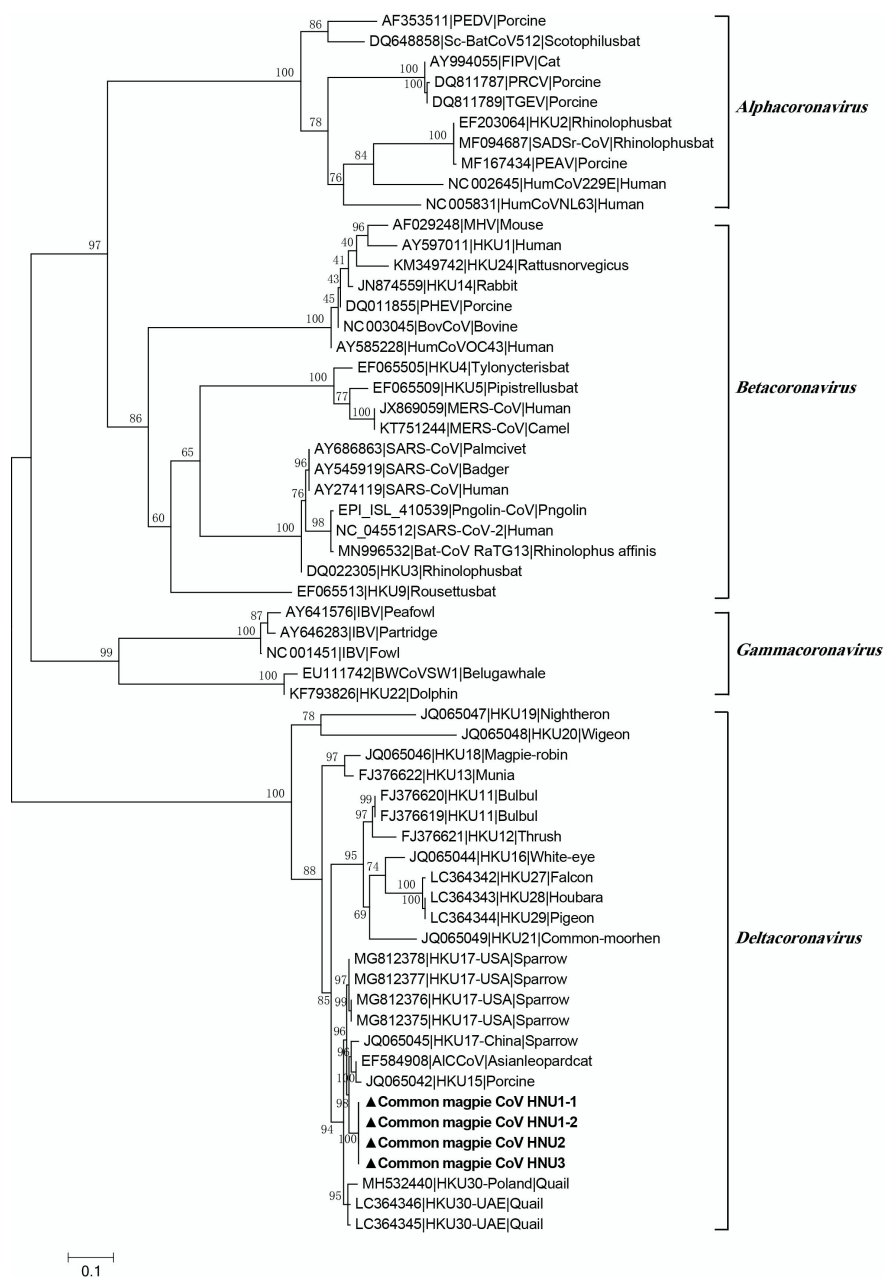 86
AF353511|PEDV|Porcine
DQ648858|Sc-BatCoV512|Scotophilusbat
100
AY994055|FIPV|Cat
100
100
DQ811787|PRCV|Porcine
DQ811789|TGEV|Porcine
Alphacoronavirus
78
EF203064|HKU2|Rhinolophusbat
100
MF094687|SADSr-CoV|Rhinolophusbat
84
MF167434|PEAV|Porcine
76
NC 002645|HumCoV229E|Human
NC 005831|HumCoVNL63|Human
97
96
AF029248|MHV|Mouse
40
AY597011|HKU1|Human
41
KM349742|HKU24|Rattusnorvegicus
43
JN874559|HKU14|Rabbit
45
DQ011855|PHEV|Porcine
100
NC 003045|BovCoV|Bovine
AY585228|HumCoVOC43|Human
EF065505|HKU4|Tylonycterisbat
100
EF065509|HKU5|Pipistrellusbat
Betacoronavirus
77
JX869059|MERS-CoV|Human
100
KT751244|MERS-CoV|Camel
86
AY686863|SARS-CoV|Palmcivet
65
96
AY545919|SARS-CoV|Badger
AY274119|SARS-CoV|Human
76
EPI_ISL_410539|Pngolin-CoV|Pngolin
60
100
98
NC_045512|SARS-CoV-2|Human
MN996532|Bat-CoV RaTG13|Rhinolophus affinis
DQ022305|HKU3|Rhinolophusbat
EF065513|HKU9|Rousettusbat
87
AY641576|IBV|Peafowl
100
AY646283|IBV|Partridge
99
NC 001451|IBV|Fowl
Gammacoronavirus
100
EU111742|BWCoVSW1|Belugawhale
KF793826|HKU22|Dolphin
78
JQ065047|HKU19|Nightheron
JQ065048|HKU20|Wigeon
97
JQ065046|HKU18|Magpie-robin
FJ376622|HKU13|Munia
100
99
FJ376620|HKU11|Bulbul
97
FJ376619|HKU11|Bulbul
FJ376621|HKU12|Thrush
95
JQ065044|HKU16|White-eye
88
74
LC364342|HKU27|Falcon
100
100
LC364343|HKU28|Houbara
69
LC364344|HKU29|Pigeon
JQ065049|HKU21|Common-moorhen
Deltacoronavirus
MG812378|HKU17-USA|Sparrow
97
MG812377|HKU17-USA|Sparrow
85
99
MG812376|HKU17-USA|Sparrow
MG812375|HKU17-USA|Sparrow
96
JQ065045|HKU17-China|Sparrow
96
EF584908|AlCCoV|Asianleopardcat
100
JQ065042|HKU15|Porcine
98
▲Common magpie CoV HNU1-1
94
▲Common magpie CoV HNU1-2
100
▲Common magpie CoV HNU2
▲Common magpie CoV HNU3
95
MH532440|HKU30-Poland|Quail
LC364346|HKU30-UAE|Quail
LC364345|HKU30-UAE|Quail
0.1